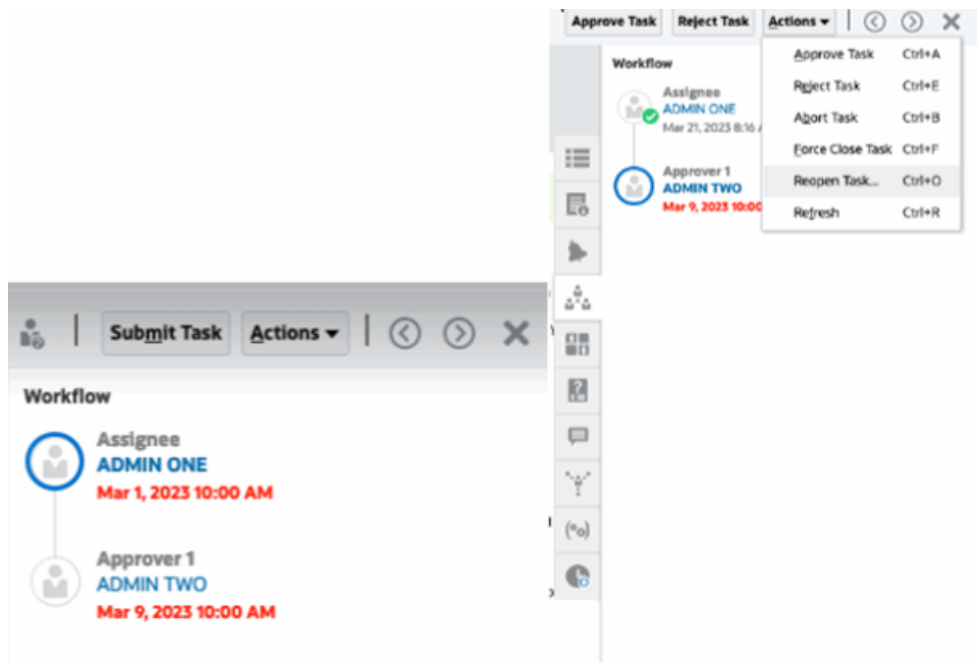 Approve Task Reject Task Actions
Approve Task Ctrl+A
Reject Task Ctrl+E
Abort Task Ctrl+B
Force Close Task Ctrl+F
Reopen Task... Ctrl+O
Refresh Ctrl+R
Workflow
Assignee
ADMIN ONE
Mar 21, 2023 8:16
Approver 1
ADMIN TWO
Mar 9, 2023 10:00
Submit Task Actions
Workflow
Assignee
ADMIN ONE
Mar 1, 2023 10:00 AM
Approver 1
ADMIN TWO
Mar 9, 2023 10:00 AM